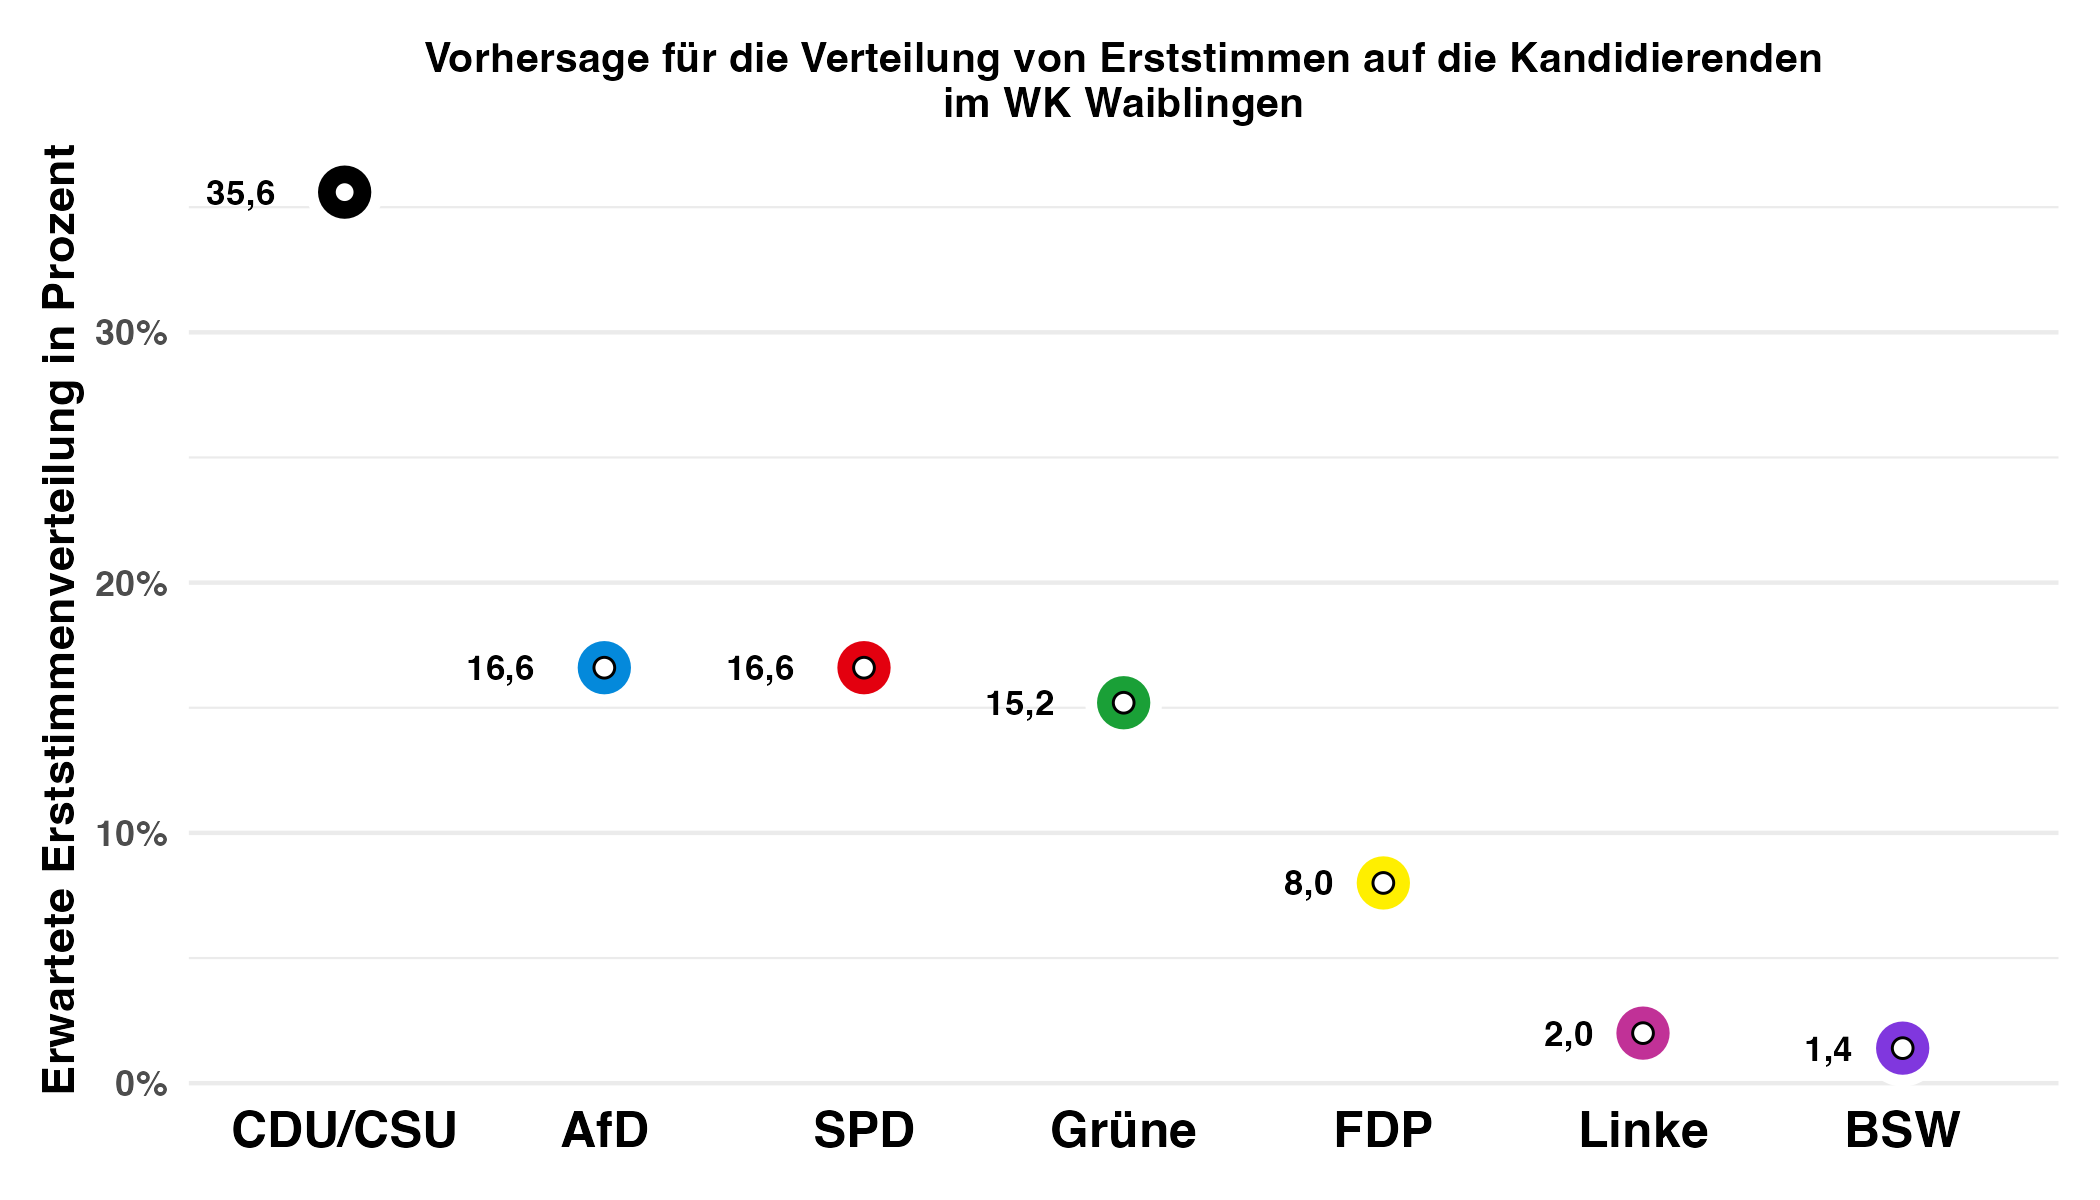 Vorhersage für die Verteilung von Erststimmen auf die Kandidierenden
im WK Waiblingen
Erwartete Erststimmenverteilung in Prozent
35,6
30%
20%
16,6
16,6
15,2
10%
8,0
2,0
1,4
0%
CDU/CSU
AfD
SPD
Grüne
FDP
Linke
BSW